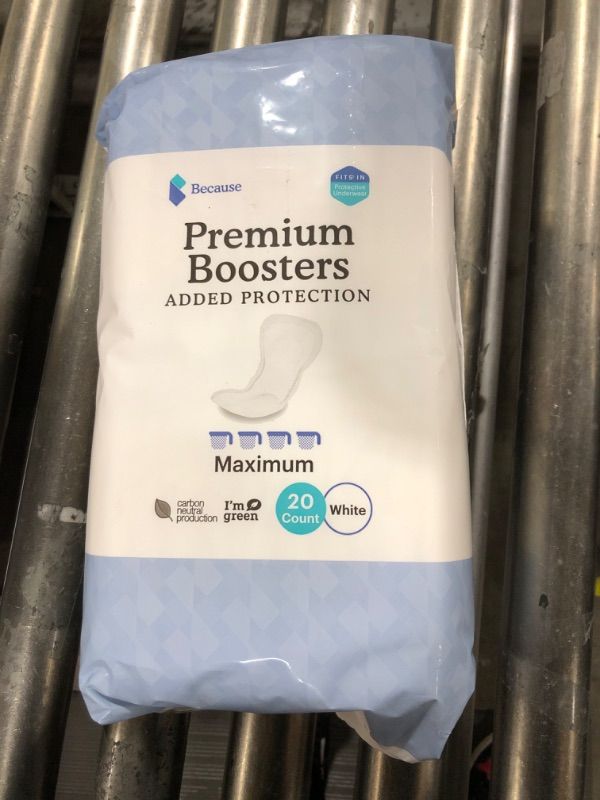 Because
FITS IN
Protective
Underwear
Premium
Boosters
ADDED PROTECTION
Maximum
carbon
neutral
production
I'm
green
20
Count
White